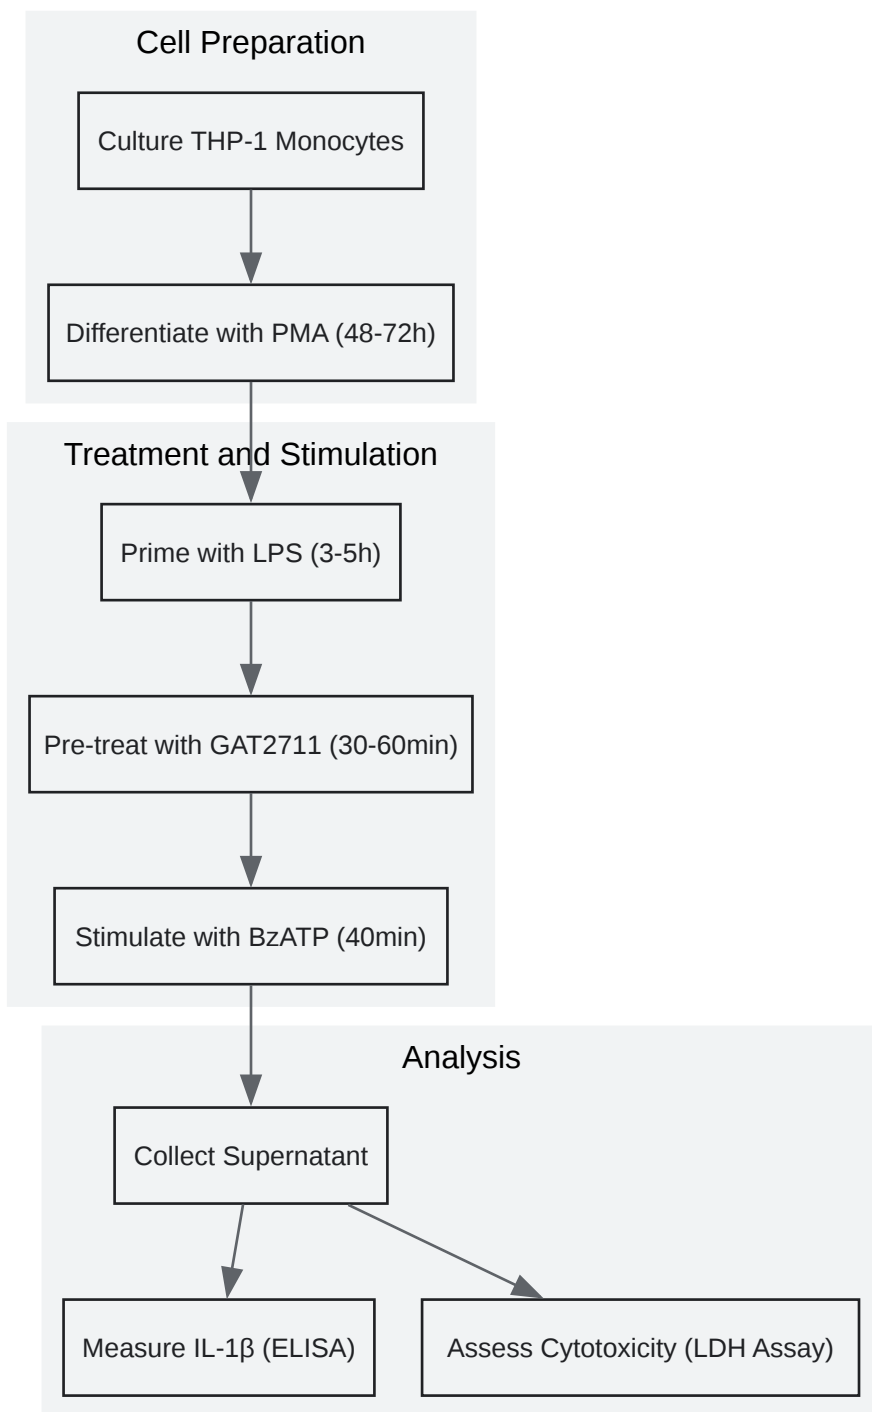 Cell Preparation
Culture THP-1 Monocytes
Differentiate with PMA (48-72h)
Treatment and Stimulation
Prime with LPS (3-5h)
Pre-treat with GAT2711 (30-60min)
Stimulate with BzATP (40min)
Analysis
Collect Supernatant
Measure IL-1β (ELISA)
Assess Cytotoxicity (LDH Assay)